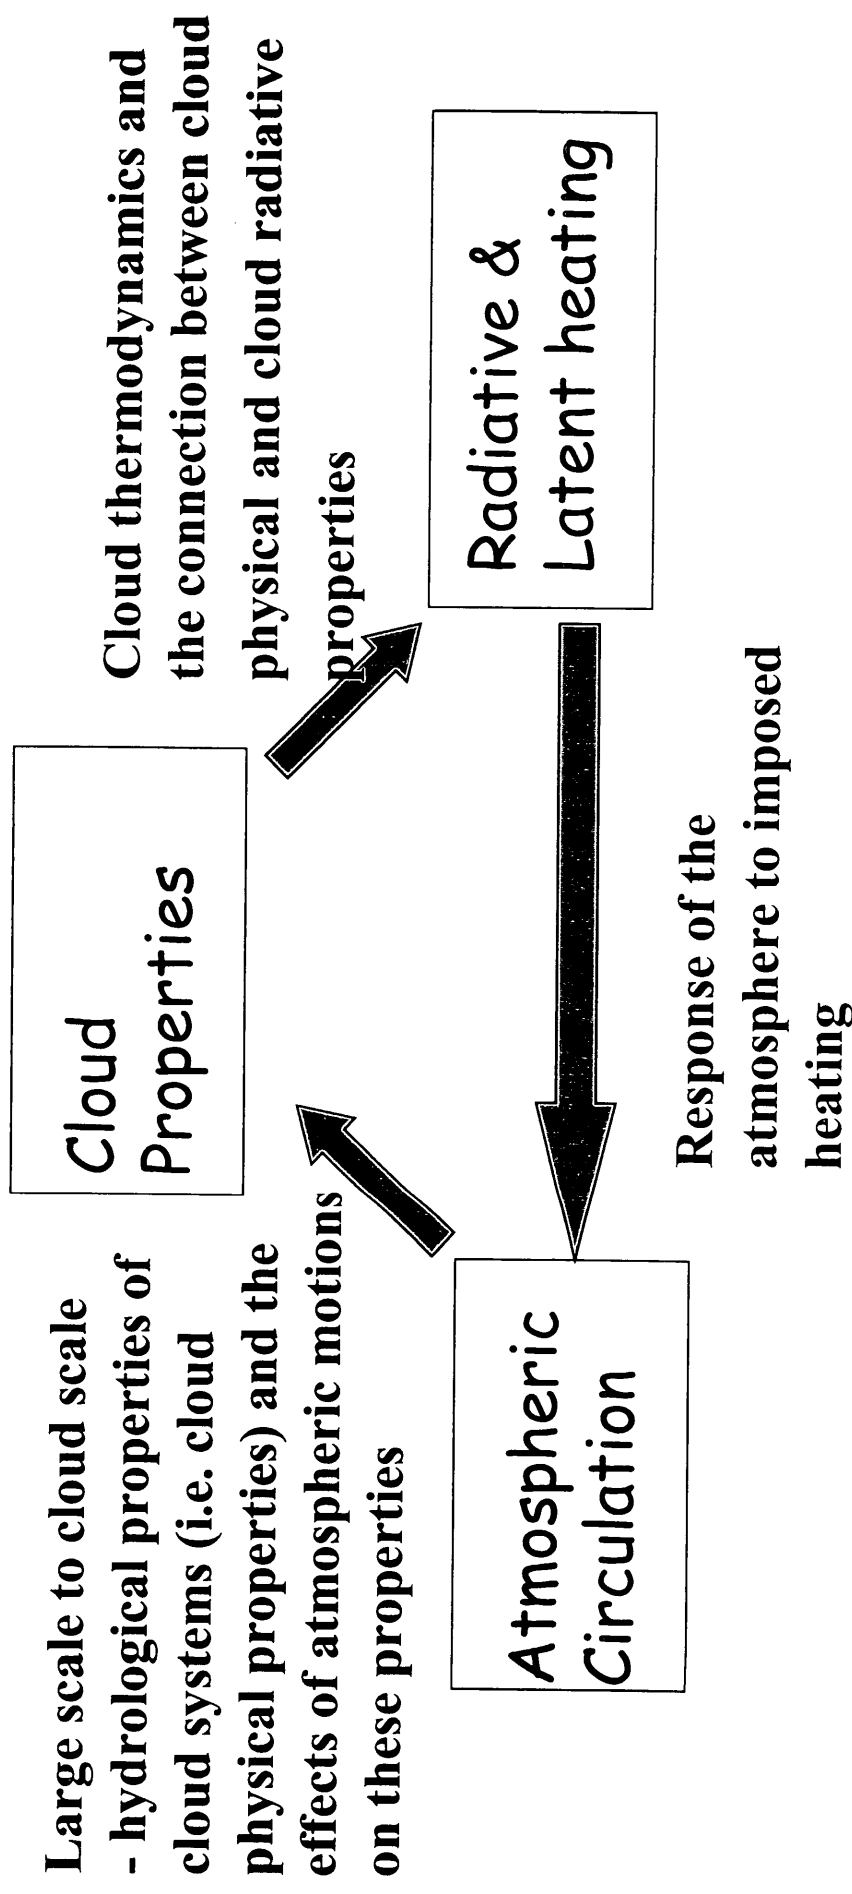 Large scale to cloud scale
- hydrological properties of
cloud systems (i.e. cloud
physical properties) and the
effects of atmospheric motions
on these properties
Cloud
Properties
Cloud thermodynamics and
the connection between cloud
physical and cloud radiative
properties
Atmospheric
Circulation
Radiative &
Latent heating
Response of the
atmosphere to imposed
heating